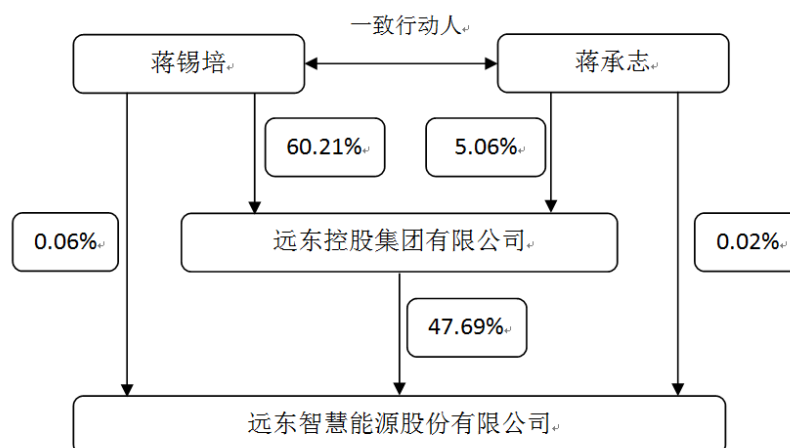 一致行动人
蒋锡培
蒋承志
60.21%
5.06%
0.06%
远东控股集团有限公司
0.02%
47.69%
远东智慧能源股份有限公司